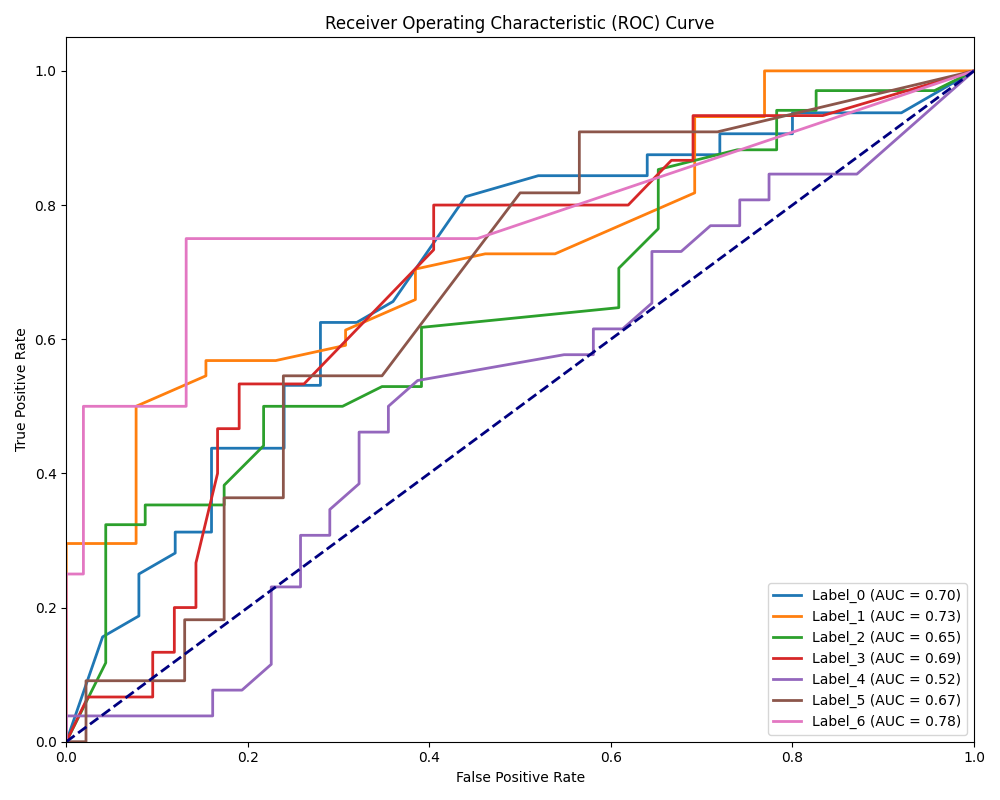 Receiver Operating Characteristic (ROC) Curve
True Positive Rate
1.0
0.8
0.6
0.4
0.2
0.0
Label_0 (AUC = 0.70)
Label_1 (AUC = 0.73)
Label_2 (AUC = 0.65)
Label_3 (AUC = 0.69)
Label_4 (AUC = 0.52)
Label_5 (AUC = 0.67)
Label_6 (AUC = 0.78)
0.0 0.2 0.4 0.6 0.8 1.0
False Positive Rate